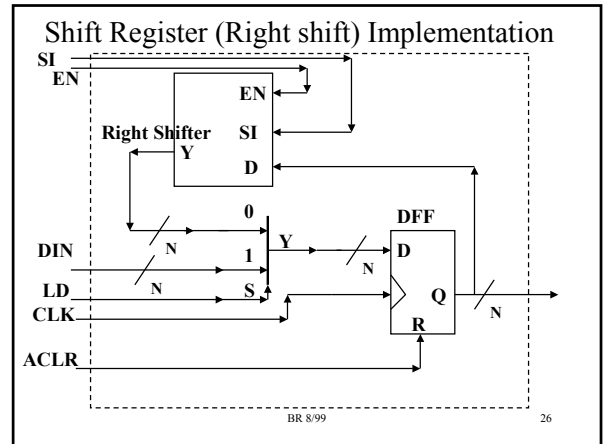 Shift Register (Right shift) Implementation
SI
EN
EN
Right Shifter
SI
Y
D
0
DFF
N
Y
D
DIN
1
N
N
LD
S
Q
CLK
N
R
ACLR
BR 8/99
26